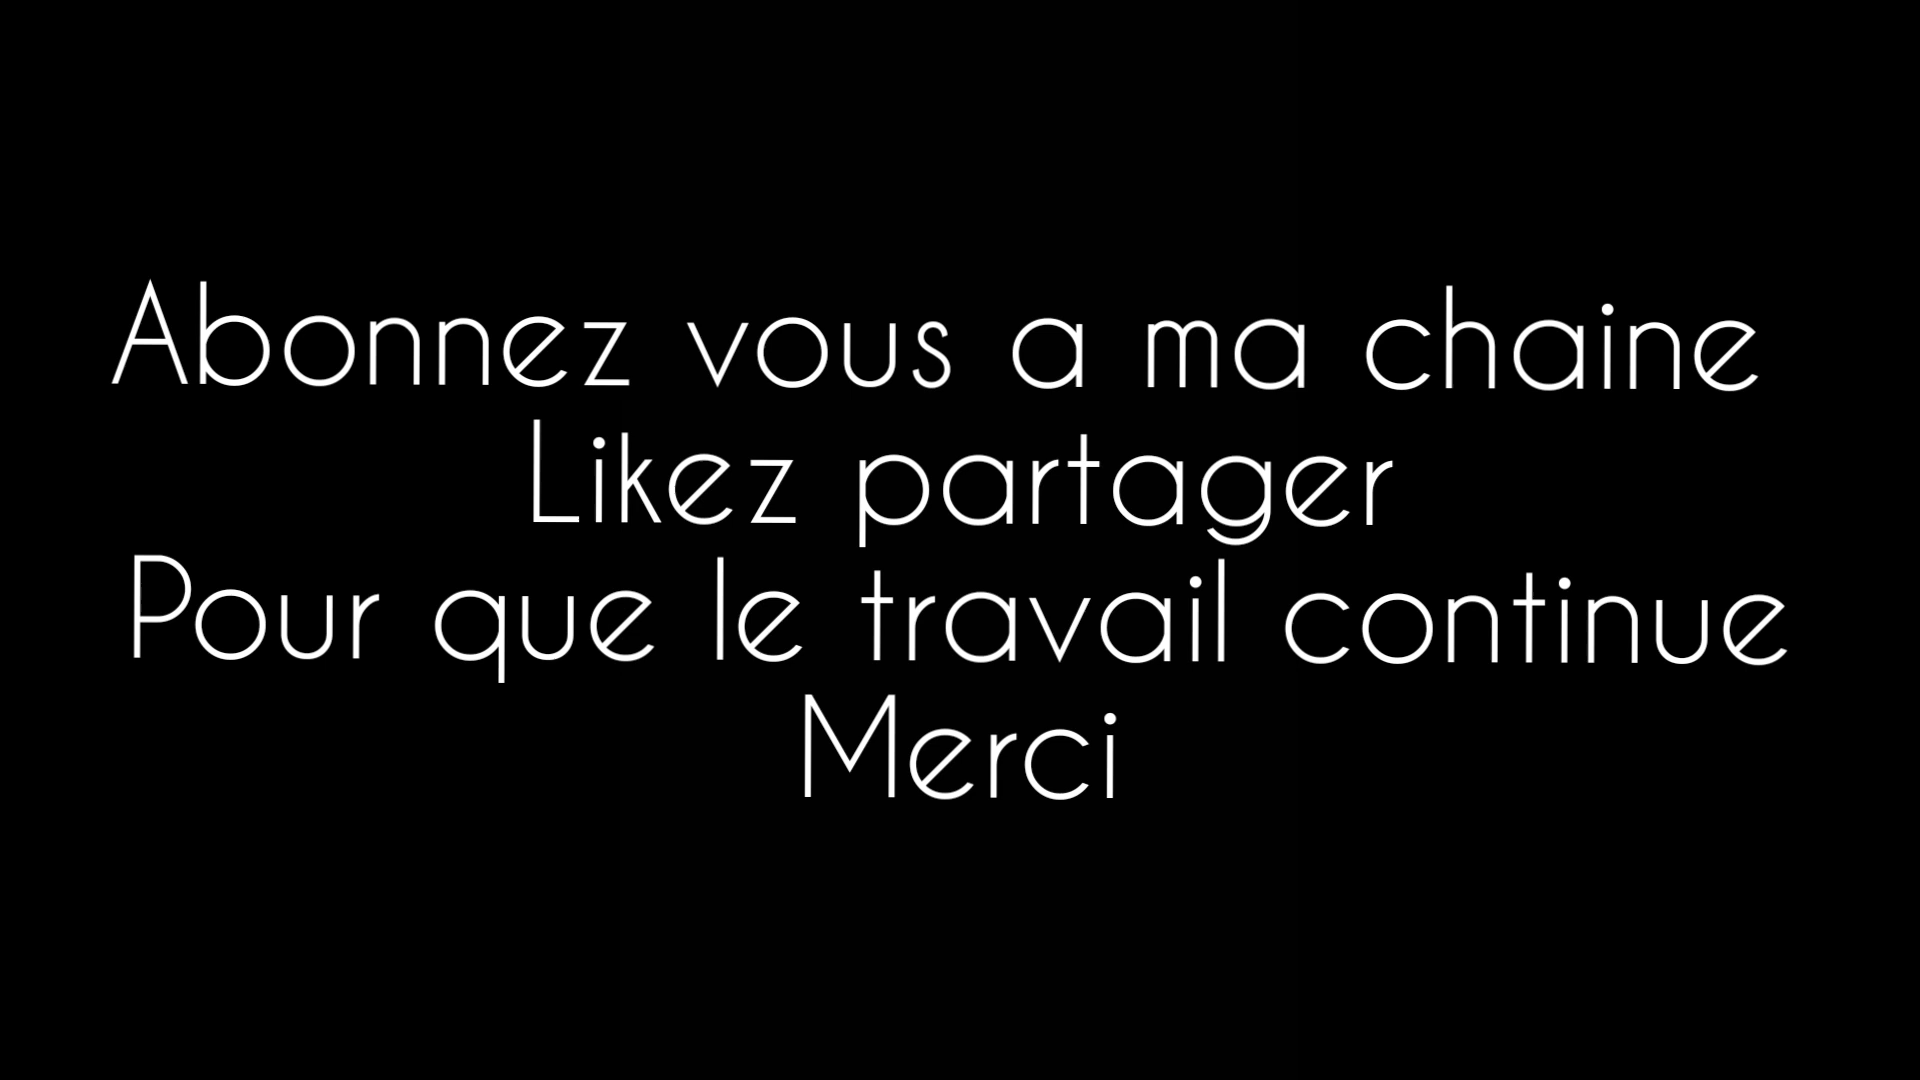 Abonnez vous a ma chaine
Likez partager
Pour que le travail continue
Merci